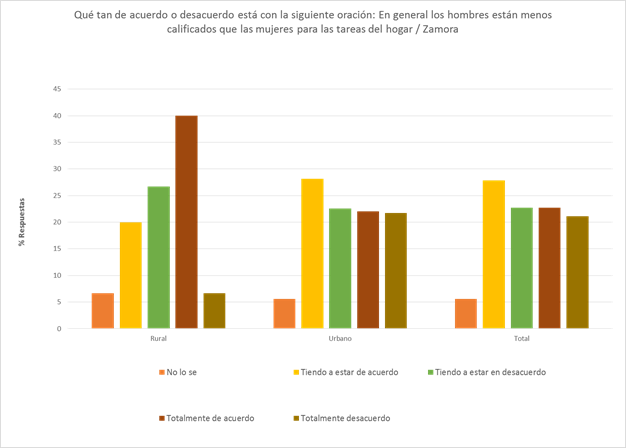 Qué tan de acuerdo o desacuerdo está con la siguiente oración: En general los hombres están menos
calificados que las mujeres para las tareas del hogar / Zamora
45
40
35
30
25
20
15
10
5
0
% Respuestas
Rural Urbano Total
No lo se Tiendo a estar de acuerdo Tiendo a estar en desacuerdo
Totalmente de acuerdo Totalmente desacuerdo